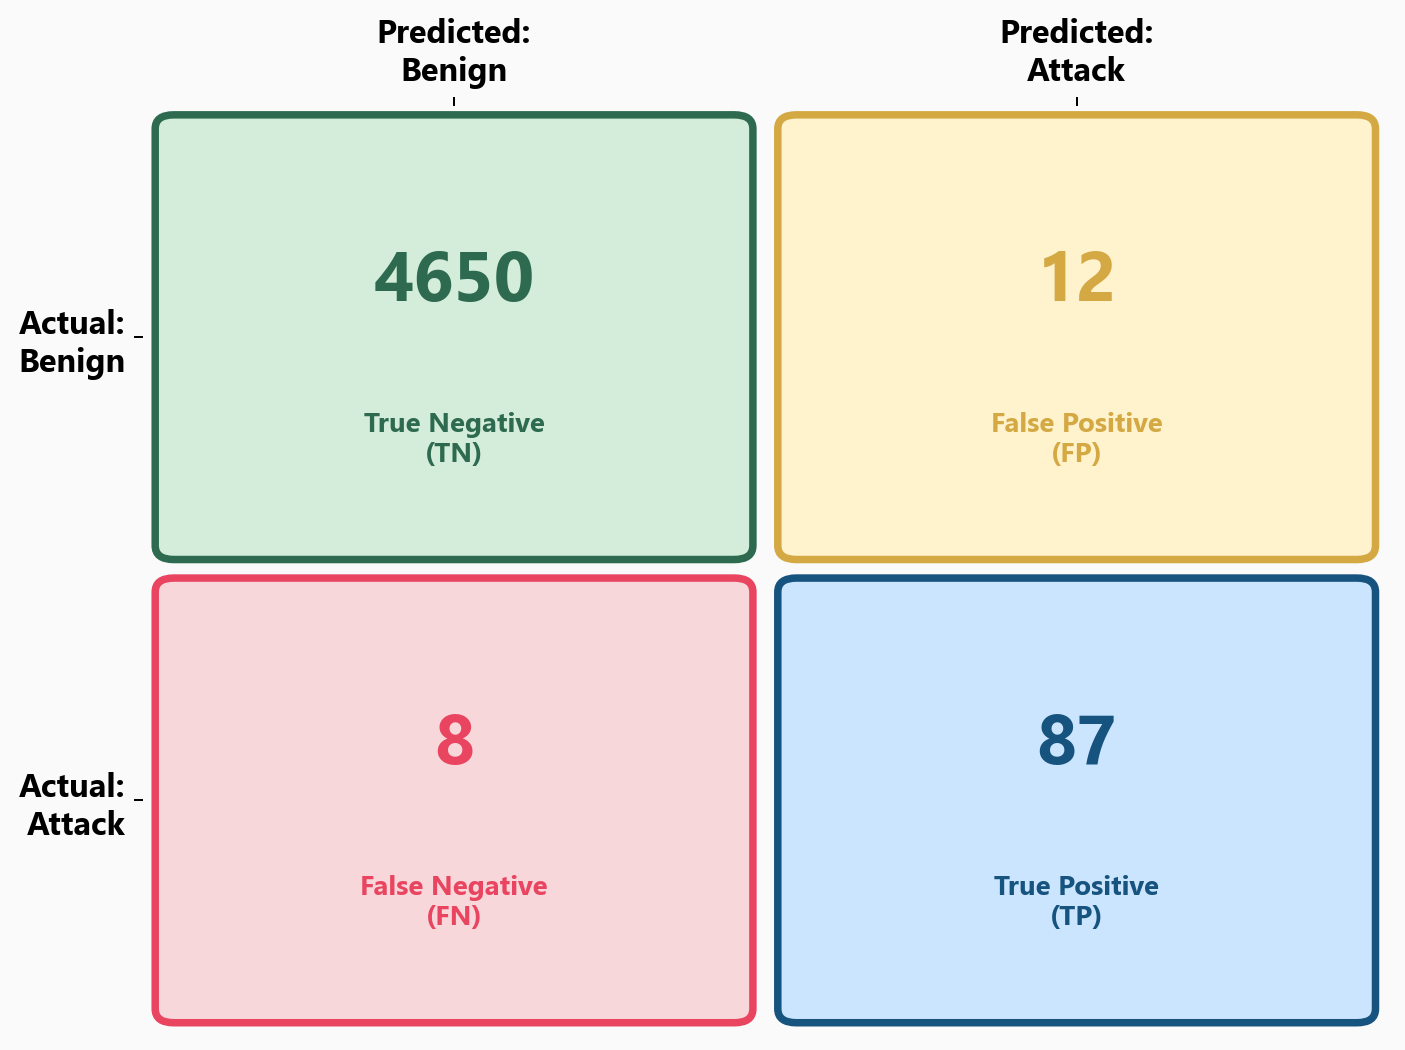 Predicted:
Benign
Predicted:
Attack
Actual:
Benign
4650
True Negative
(TN)
12
False Positive
(FP)
Actual:
Attack
8
False Negative
(FN)
87
True Positive
(TP)